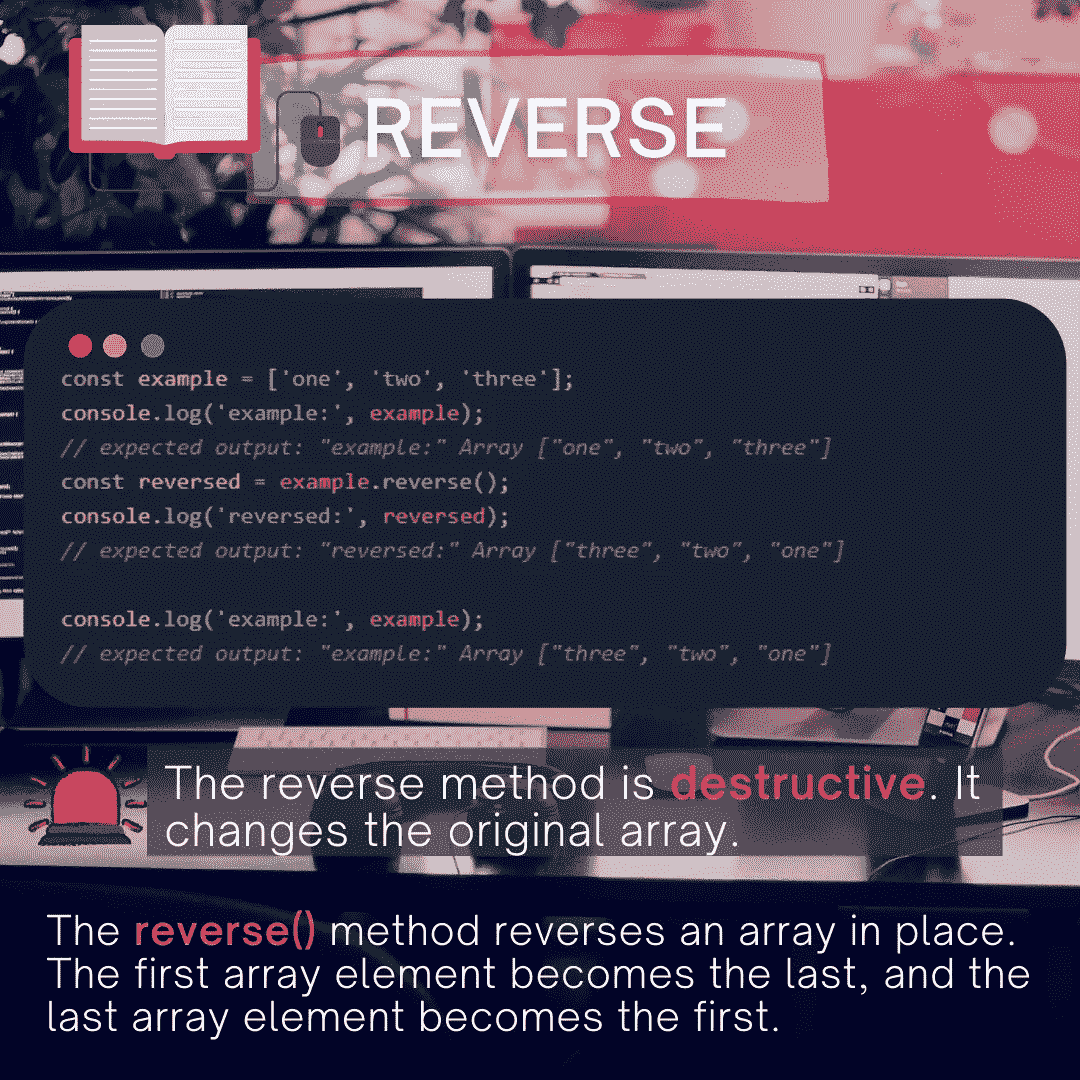 REVERSE
const example = ['one', 'two', 'three'];
console.log('example:', example);
// expected output: "example:" Array ["one", "two", "three"]
const reversed = example.reverse();
console.log('reversed:', reversed);
// expected output: "reversed:" Array ["three", "two", "one"]
console.log('example:', example);
// expected output: "example:" Array ["three", "two", "one"]
The reverse method is destructive. It
changes the original array.
The reverse() method reverses an array in place.
The first array element becomes the last, and the
last array element becomes the first.